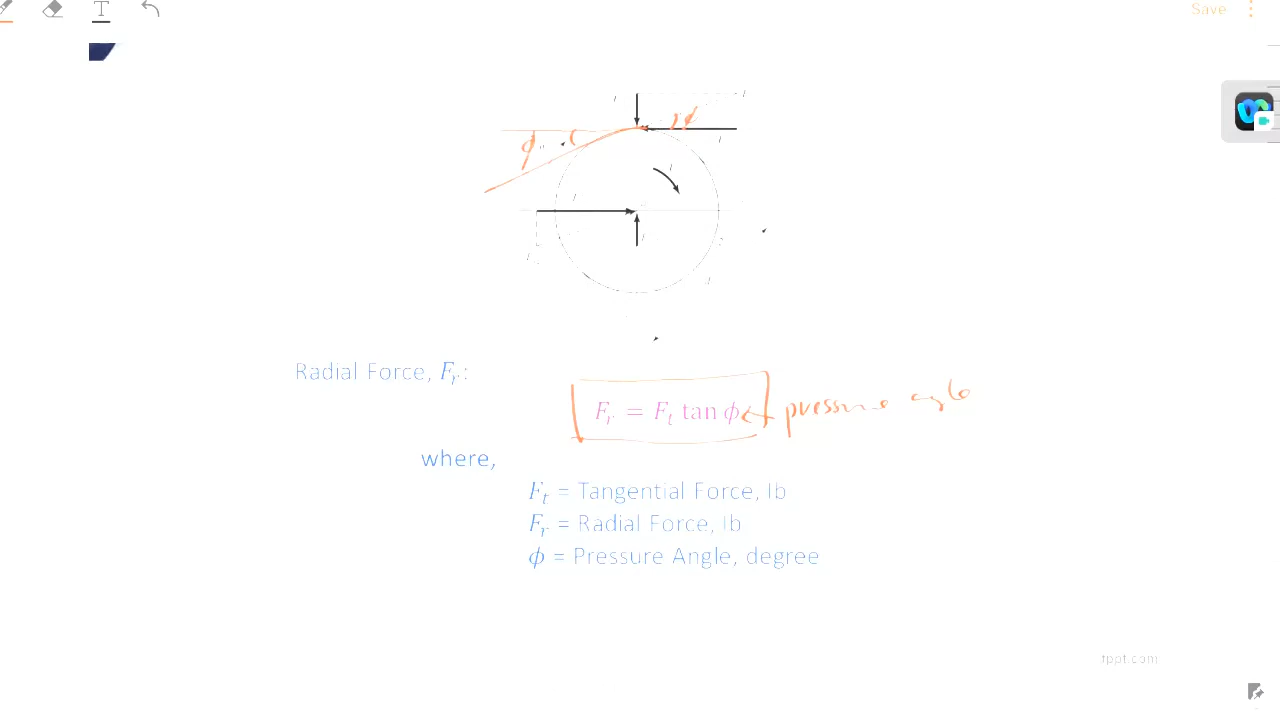 T
Save
φ
φ
Radial Force, Fᵣ:
Fᵣ = Fₜ tan φ
pressure angle
where,
Fₜ = Tangential Force, lb
Fᵣ = Radial Force, lb
φ = Pressure Angle, degree
fppt.com